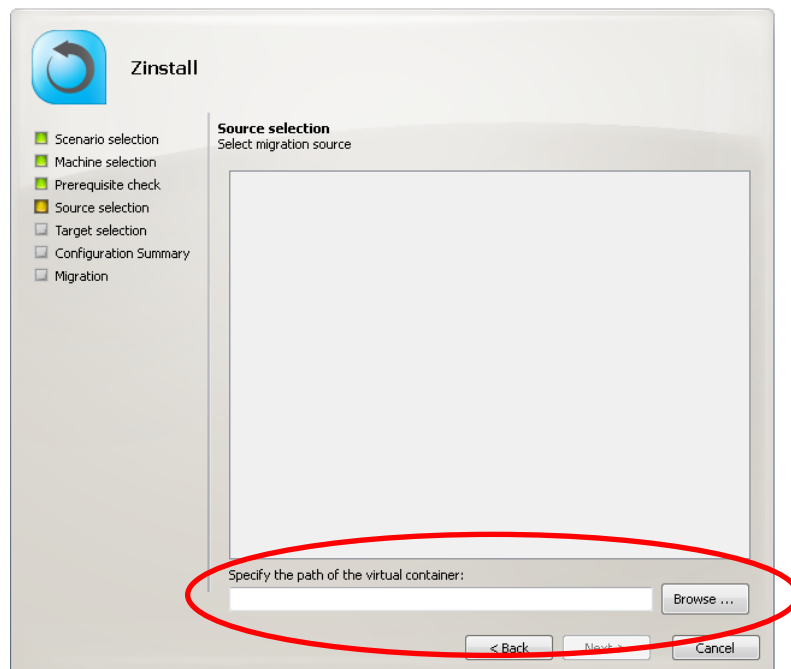 Zinstall
Scenario selection
Machine selection
Prerequisite check
Source selection
Target selection
Configuration Summary
Migration
Source selection
Select migration source
Specify the path of the virtual container:
Browse ...
< Back
Next >
Cancel